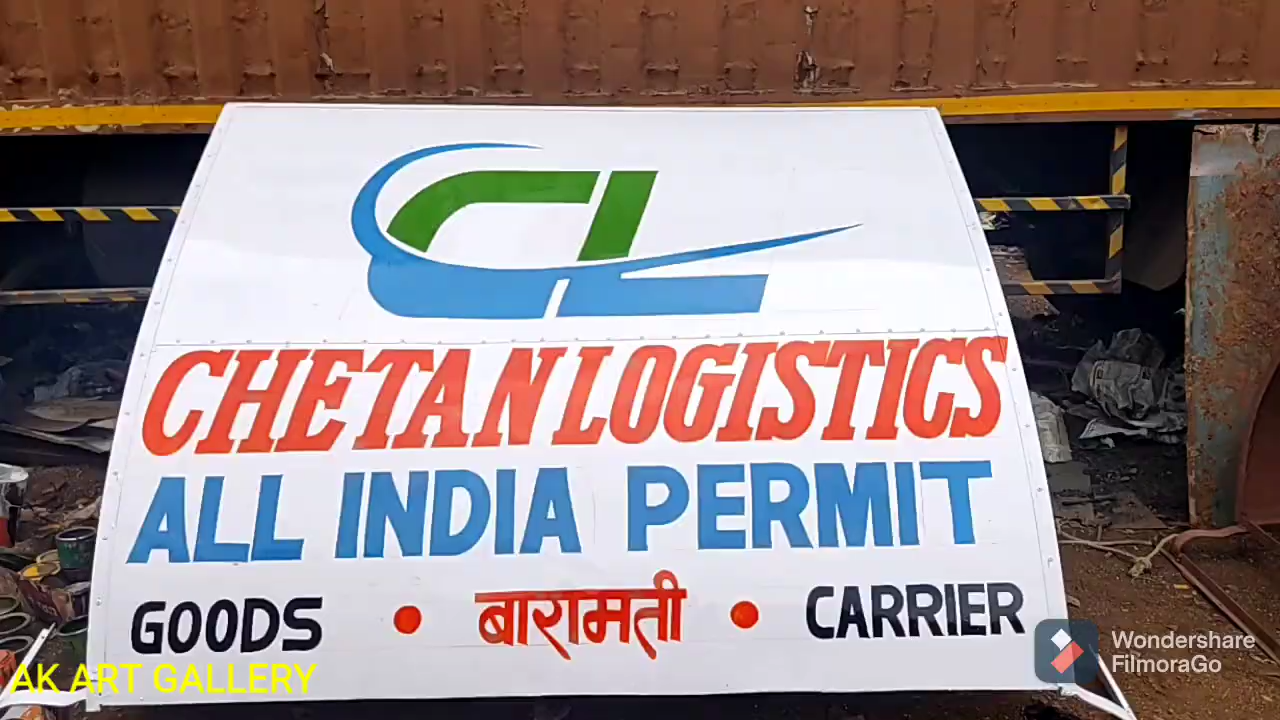 CL
CHETAN LOGISTICS
ALL INDIA PERMIT
GOODS • बारामती • CARRIER
AK ART GALLERY
Wondershare
FilmoraGo